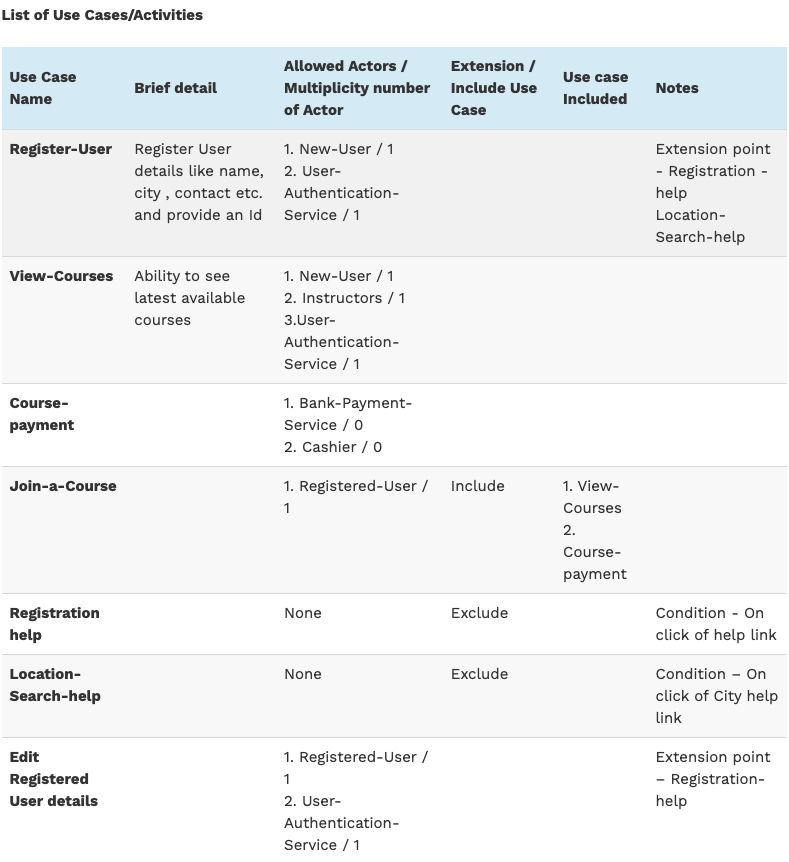 List of Use Cases/Activities
Use Case
Name
Brief detail
Allowed Actors /
Multiplicity number
of Actor
Extension /
Include Use
Case
Use case
Included
Notes
Register-User
Register User
details like name,
city , contact etc.
and provide an Id
1. New-User / 1
2. User-
Authentication-
Service / 1
Extension point
- Registration -
help
Location-
Search-help
View-Courses
Ability to see
latest available
courses
1. New-User / 1
2. Instructors / 1
3.User-
Authentication-
Service / 1
Course-
payment
1. Bank-Payment-
Service / 0
2. Cashier / 0
Join-a-Course
1. Registered-User /
1
Include
1. View-
Courses
2.
Course-
payment
Registration
help
None
Exclude
Condition - On
click of help link
Location-
Search-help
None
Exclude
Condition – On
click of City help
link
Edit
Registered
User details
1. Registered-User /
1
2. User-
Authentication-
Service / 1
Extension point
– Registration-
help